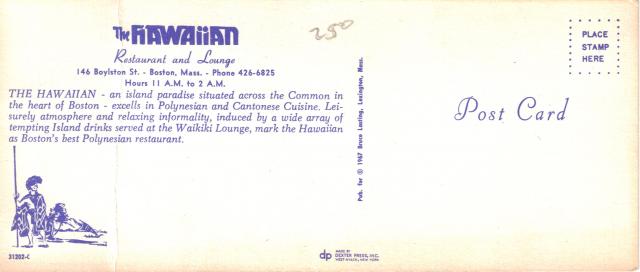 The HAWAiiAN
Restaurant and Lounge
146 Boylston St. - Boston, Mass. - Phone 426-6825
Hours 11 A.M. to 2 A.M.
THE HAWAIIAN - an island paradise situated across the Common in
the heart of Boston - excells in Polynesian and Cantonese Cuisine. Lei-
surely atmosphere and relaxing informality, induced by a wide array of
tempting Island drinks served at the Waikiki Lounge, mark the Hawaiian
as Boston's best Polynesian restaurant.
31202-C
250
Pub. for © 1967 Bruce Lanting, Lexington, Mass.
dp
MADE BY
DEXTER PRESS, INC.
WEST NYACK, NEW YORK
Post Card
PLACE
STAMP
HERE